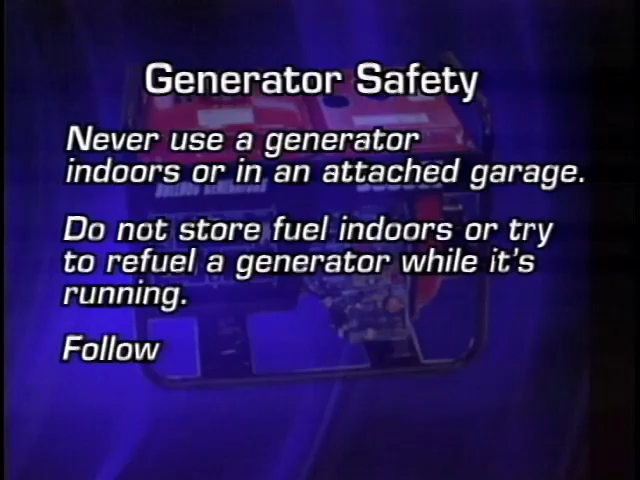 Generator Safety
Never use a generator
indoors or in an attached garage.
Do not store fuel indoors or try
to refuel a generator while it's
running.
Follow